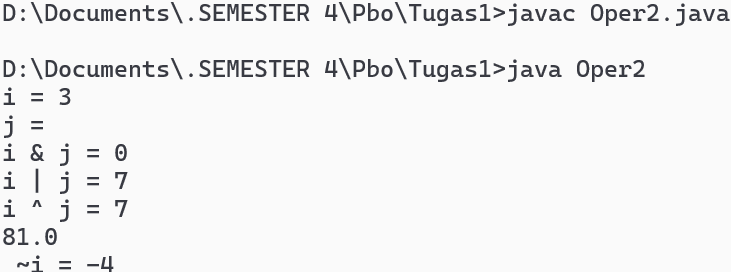 D:\Documents\.SEMESTER 4\Pbo\Tugas1>javac Oper2.java
D:\Documents\.SEMESTER 4\Pbo\Tugas1>java Oper2
i = 3
j =
i & j = 0
i | j = 7
i ^ j = 7
81.0
 ~i = -4